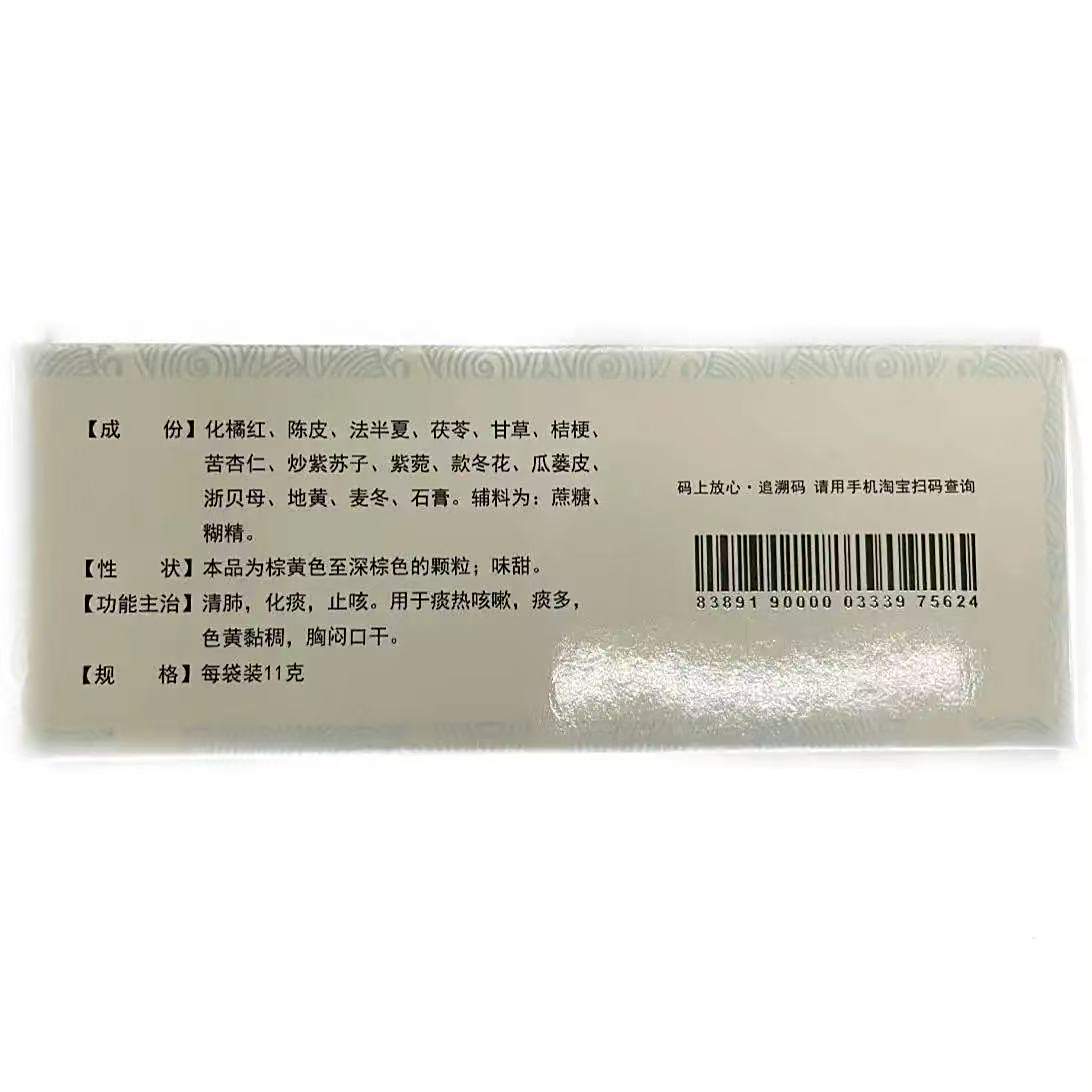 【成　份】化橘红、陈皮、法半夏、茯苓、甘草、桔梗、
苦杏仁、炒紫苏子、紫菀、款冬花、瓜蒌皮、
浙贝母、地黄、麦冬、石膏。辅料为：蔗糖、
糊精。
【性　状】本品为棕黄色至深棕色的颗粒；味甜。
【功能主治】清肺，化痰，止咳。用于痰热咳嗽，痰多，
色黄黏稠，胸闷口干。
【规　格】每袋装11克
码上放心·追溯码 请用手机淘宝扫码查询
83891 90000 03339 75624